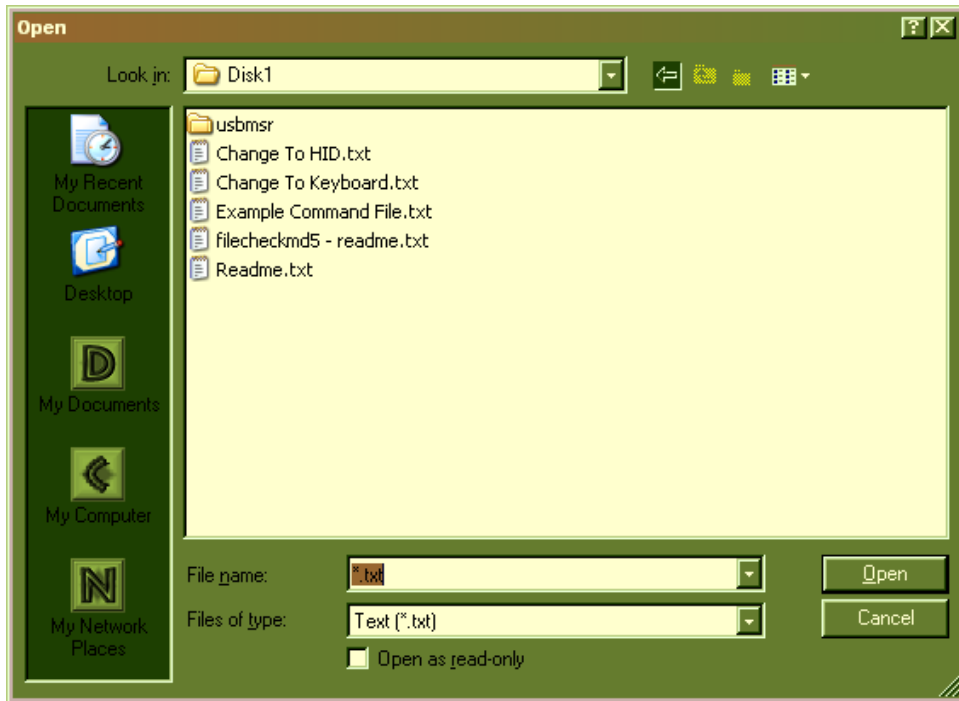 Open
Look in:
Disk1
My Recent
Documents
Desktop
My Documents
My Computer
My Network
Places
usbmsr
Change To HID.txt
Change To Keyboard.txt
Example Command File.txt
filecheckmd5 - readme.txt
Readme.txt
File name:
*.txt
Open
Files of type:
Text (*.txt)
Cancel
Open as read-only